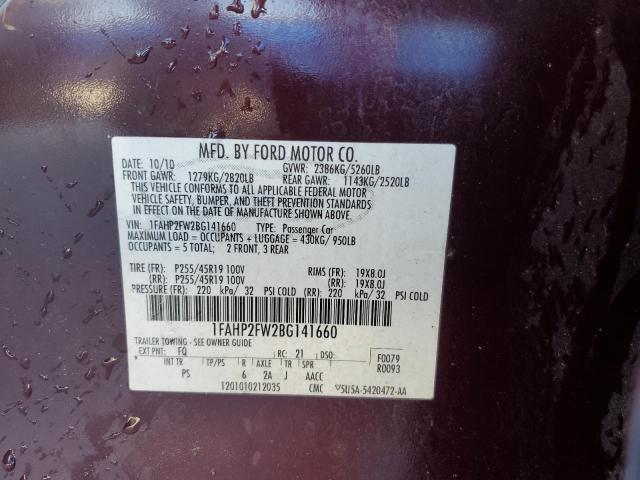 MFD. BY FORD MOTOR CO.
DATE: 10/10 GVWR: 2386KG/5260LB
FRONT GAWR: 1279KG/2820LB REAR GAWR: 1143KG/2520LB
THIS VEHICLE CONFORMS TO ALL APPLICABLE FEDERAL MOTOR
VEHICLE SAFETY, BUMPER, AND THEFT PREVENTION STANDARDS
IN EFFECT ON THE DATE OF MANUFACTURE SHOWN ABOVE.
VIN: 1FAHP2FW2BG141660 TYPE: Passenger Car
MAXIMUM LOAD = OCCUPANTS + LUGGAGE = 430KG/950LB
OCCUPANTS = 5 TOTAL; 2 FRONT, 3 REAR
TIRE (FR): P255/45R19 100V RIMS (FR): 19X8.0J
(RR): P255/45R19 100V (RR): 19X8.0J
PRESSURE (FR): 220 kPa/ 32 PSI COLD (RR): 220 kPa/ 32 PSI COLD
1FAHP2FW2BG141660
TRAILER TOWING - SEE OWNER GUIDE
EXT PNT: FQ RC: 21 DSO: F0079
INT TR TP/PS R AXLE TR SPR R0093
PS 6 2A J AACC
1201010212035 CMC 5U5A-5420472-AA